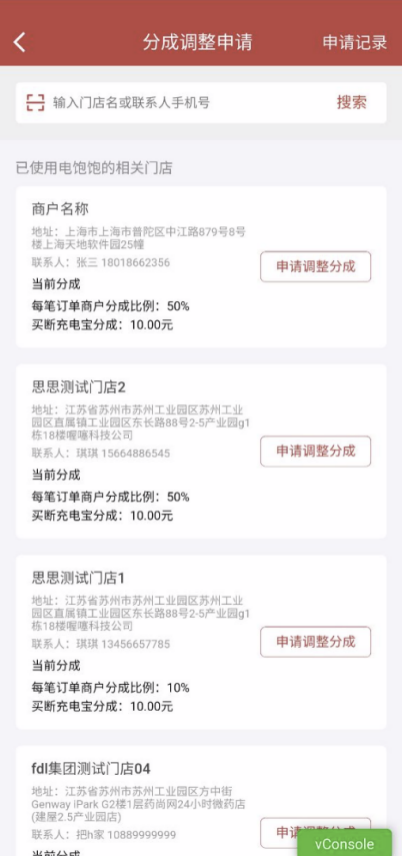 分成调整申请
申请记录
输入门店名或联系人手机号
搜索
已使用电饱饱的相关门店
商户名称
地址：上海市上海市普陀区中江路879号8号
楼上海天地软件园25幢
联系人：张三 18018662356
申请调整分成
当前分成
每笔订单商户分成比例：50%
买断充电宝分成：10.00元
思思测试门店2
地址：江苏省苏州市苏州工业园区苏州工业
园区直属镇工业园区东长路88号2-5产业园g1
栋18楼喔噻科技公司
联系人：琪琪 15664886545
申请调整分成
当前分成
每笔订单商户分成比例：50%
买断充电宝分成：10.00元
思思测试门店1
地址：江苏省苏州市苏州工业园区苏州工业
园区直属镇工业园区东长路88号2-5产业园g1
栋18楼喔噻科技公司
联系人：琪琪 13456657785
申请调整分成
当前分成
每笔订单商户分成比例：10%
买断充电宝分成：10.00元
fdl集团测试门店04
地址：江苏省苏州市苏州工业园区方中街
Genway iPark G2楼1层药尚网24小时微药店
(建屋2.5产业园店)
联系人：把h家 10889999999
申请调整分成
当前分成
vConsole